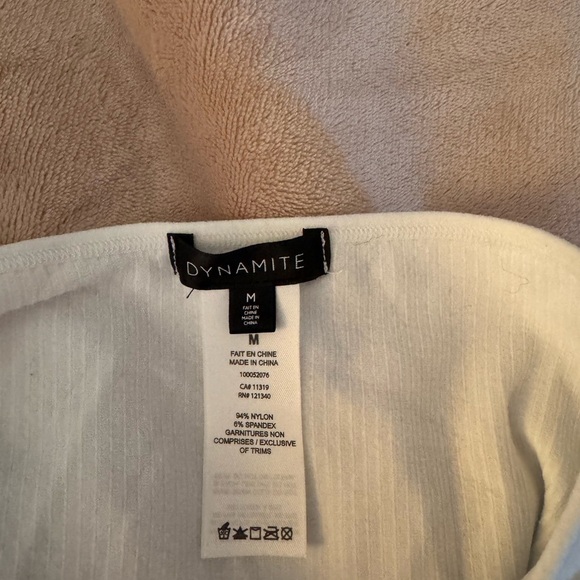 DYNAMITE
M
FAIT EN
CHINE
MADE IN
CHINA
M
FAIT EN CHINE
MADE IN CHINA
100052076
CA# 11319
RN# 121340
94% NYLON
6% SPANDEX
GARNITURES NON
COMPRISES / EXCLUSIVE
OF TRIMS